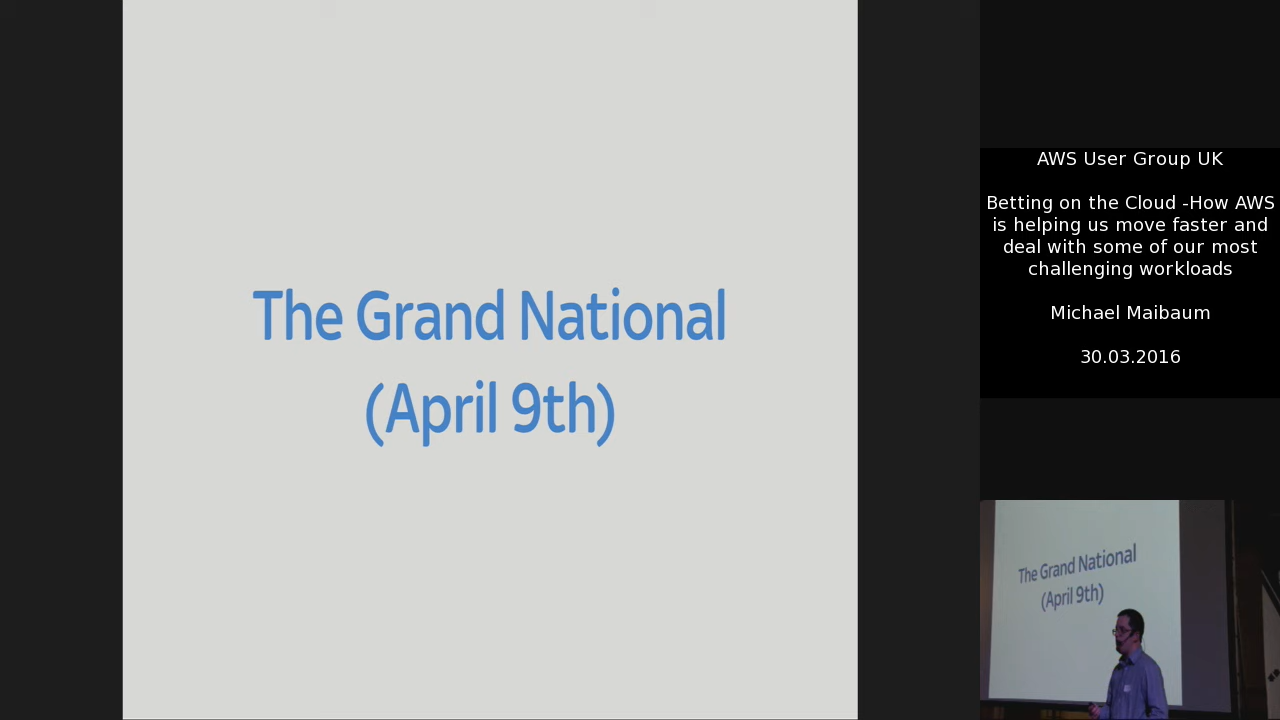 The Grand National
(April 9th)
AWS User Group UK
Betting on the Cloud -How AWS
is helping us move faster and
deal with some of our most
challenging workloads
Michael Maibaum
30.03.2016
The Grand National
(April 9th)